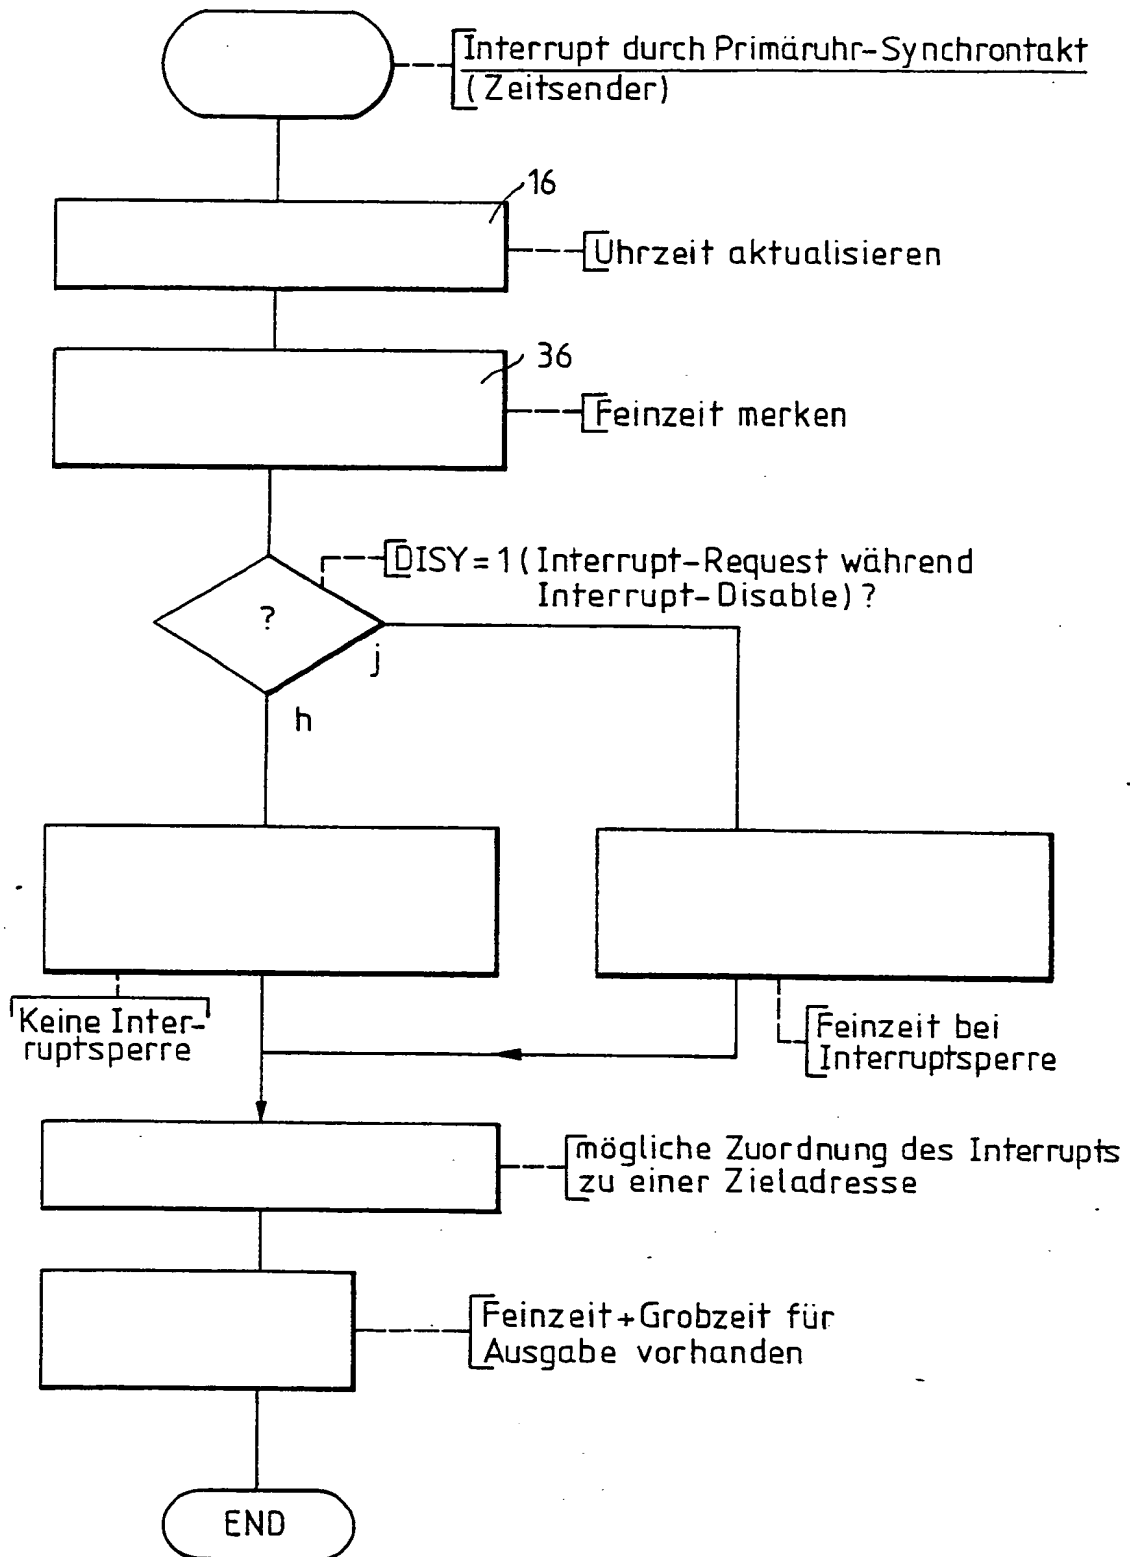 Interrupt durch Primäruhr-Synchrontakt
(Zeitsender)
16
Uhrzeit aktualisieren
36
Feinzeit merken
DISY=1(Interrupt-Request während
Interrupt-Disable)?
?
j
h
Keine Inter-
ruptsperre
Feinzeit bei
Interruptsperre
mögliche Zuordnung des Interrupts
zu einer Zieladresse
Feinzeit+Grobzeit für
Ausgabe vorhanden
END